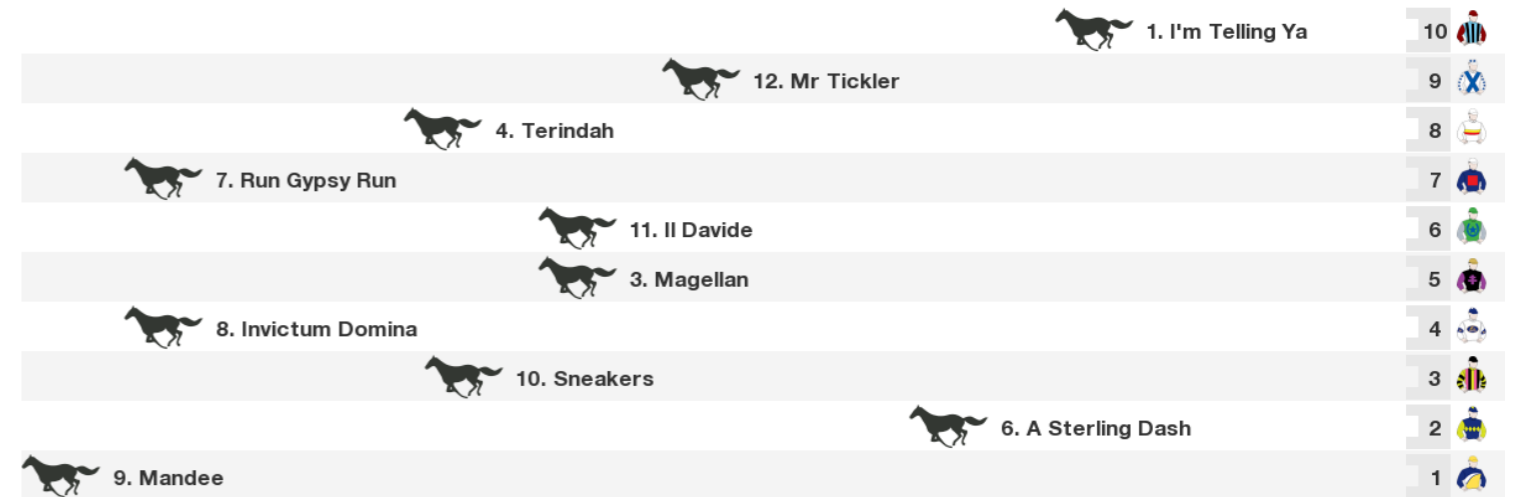 1. I'm Telling Ya 10
12. Mr Tickler 9
4. Terindah 8
7. Run Gypsy Run 7
11. Il Davide 6
3. Magellan 5
8. Invictum Domina 4
10. Sneakers 3
6. A Sterling Dash 2
9. Mandee 1